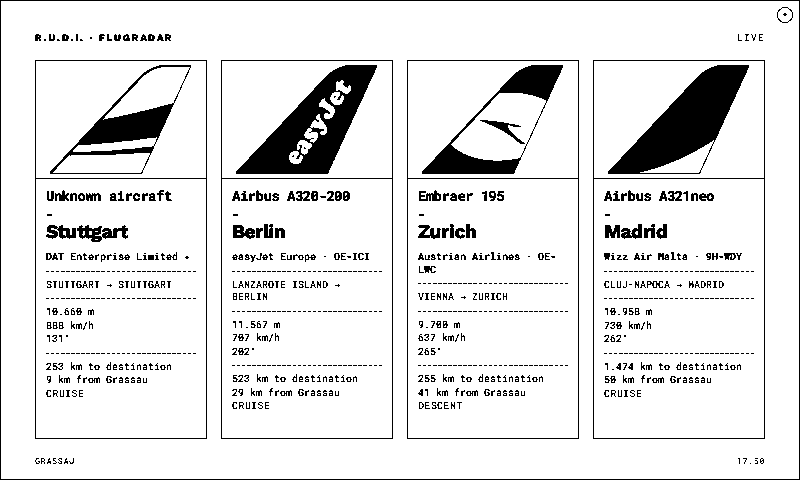 R.U.D.I. · FLUGRADAR
LIVE
easyJet
Unknown aircraft
-
Stuttgart
DAT Enterprise Limited ·
STUTTGART → STUTTGART
10.660 m
888 km/h
131°
253 km to destination
9 km from Grassau
CRUISE
Airbus A320-200
-
Berlin
easyJet Europe · OE-ICI
LANZAROTE ISLAND →
BERLIN
11.567 m
707 km/h
202°
523 km to destination
29 km from Grassau
CRUISE
Embraer 195
-
Zurich
Austrian Airlines · OE-
LWC
VIENNA → ZURICH
9.700 m
637 km/h
265°
255 km to destination
41 km from Grassau
DESCENT
Airbus A321neo
-
Madrid
Wizz Air Malta · 9H-WDY
CLUJ-NAPOCA → MADRID
10.958 m
730 km/h
262°
1.474 km to destination
50 km from Grassau
CRUISE
GRASSAU
17.50